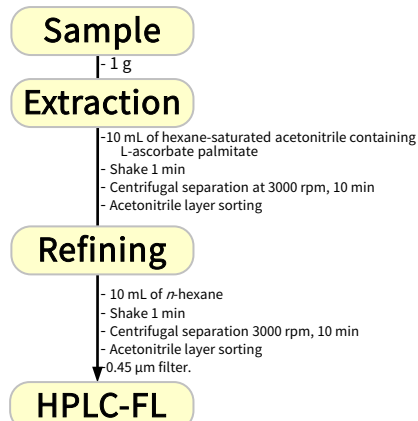 Sample
- 1 g
Extraction
-10 mL of hexane-saturated acetonitrile containing
L-ascorbate palmitate
- Shake 1 min
- Centrifugal separation at 3000 rpm, 10 min
- Acetonitrile layer sorting
Refining
- 10 mL of n-hexane
- Shake 1 min
- Centrifugal separation 3000 rpm, 10 min
- Acetonitrile layer sorting
-0.45 μm filter.
HPLC-FL